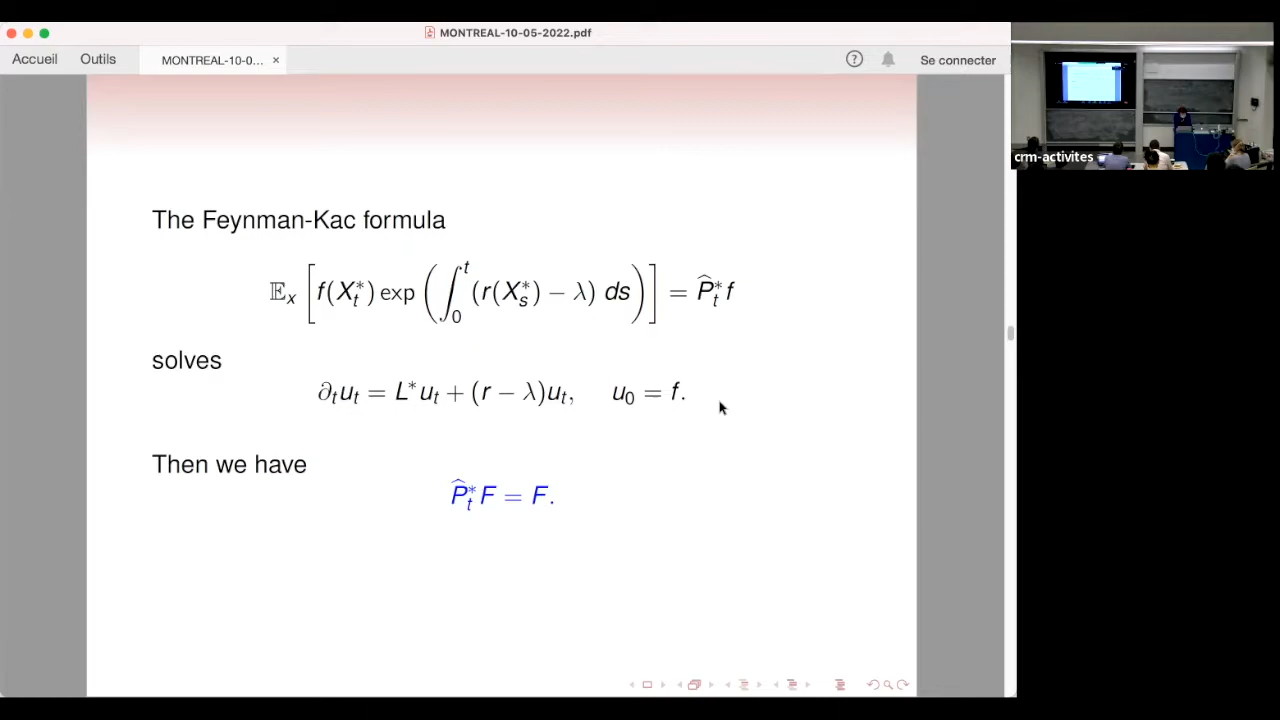 MONTREAL-10-05-2022.pdf
Accueil Outils MONTREAL-10-0... × ? Se connecter
crm-activites
The Feynman-Kac formula
𝔼ₓ [ f(X*ₜ) exp ( ∫₀ᵗ (r(X*ₛ) − λ) ds ) ] = P̂*ₜ f
solves
∂ₜuₜ = L*uₜ + (r − λ)uₜ, u₀ = f.
Then we have
P̂*ₜ F = F.